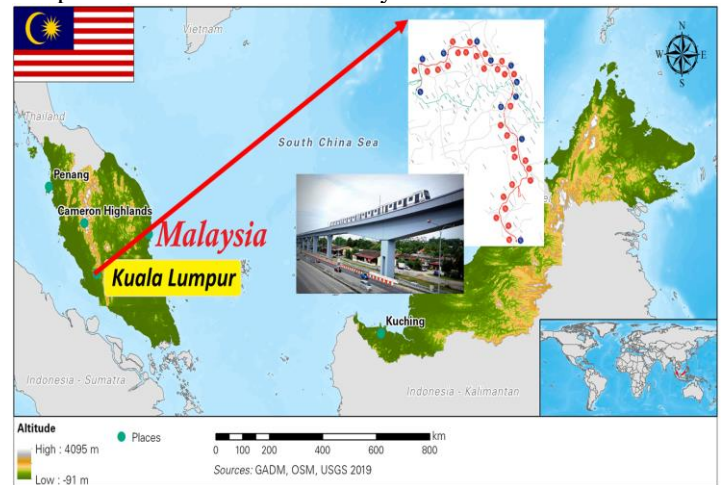 Vietnam
N
W E
S
Thailand
South China Sea
Penang
Cameron Highlands
Malaysia
Kuala Lumpur
Kuching
Indonesia - Sumatra
Indonesia - Kalimantan
Altitude
High : 4095 m
Low : -91 m
Places
km
0 100 200 400 600 800
Sources: GADM, OSM, USGS 2019